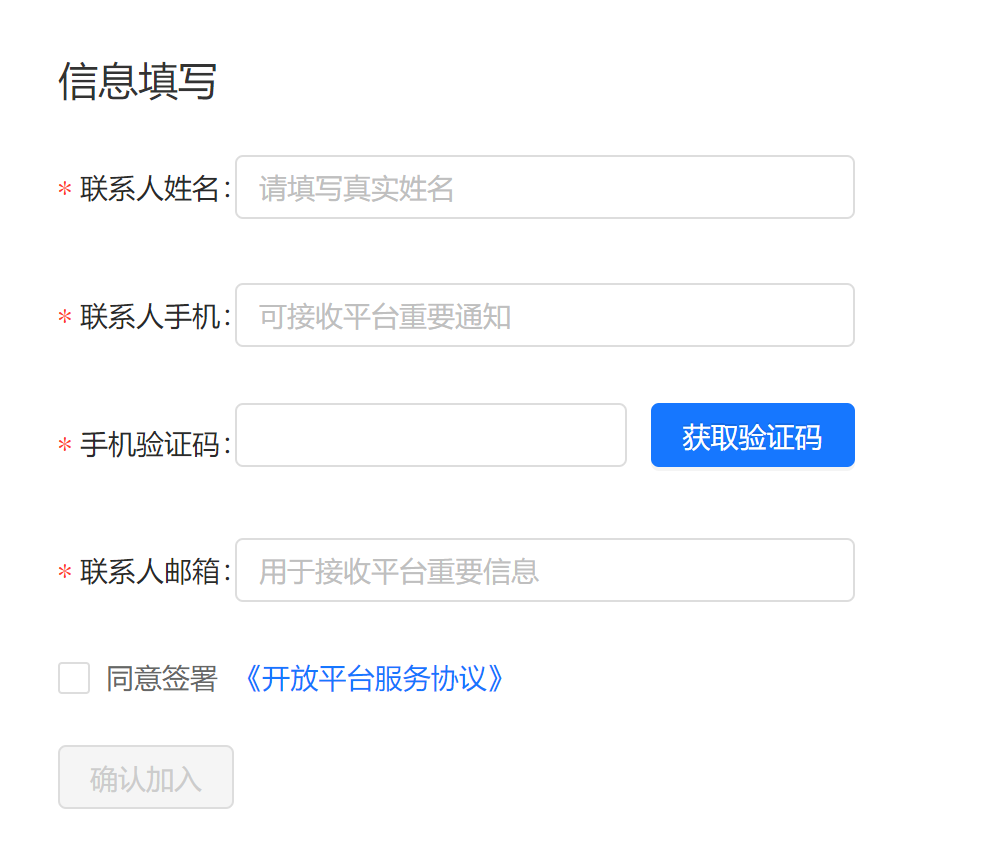 信息填写
* 联系人姓名: 请填写真实姓名
* 联系人手机: 可接收平台重要通知
* 手机验证码: 获取验证码
* 联系人邮箱: 用于接收平台重要信息
同意签署 《开放平台服务协议》
确认加入